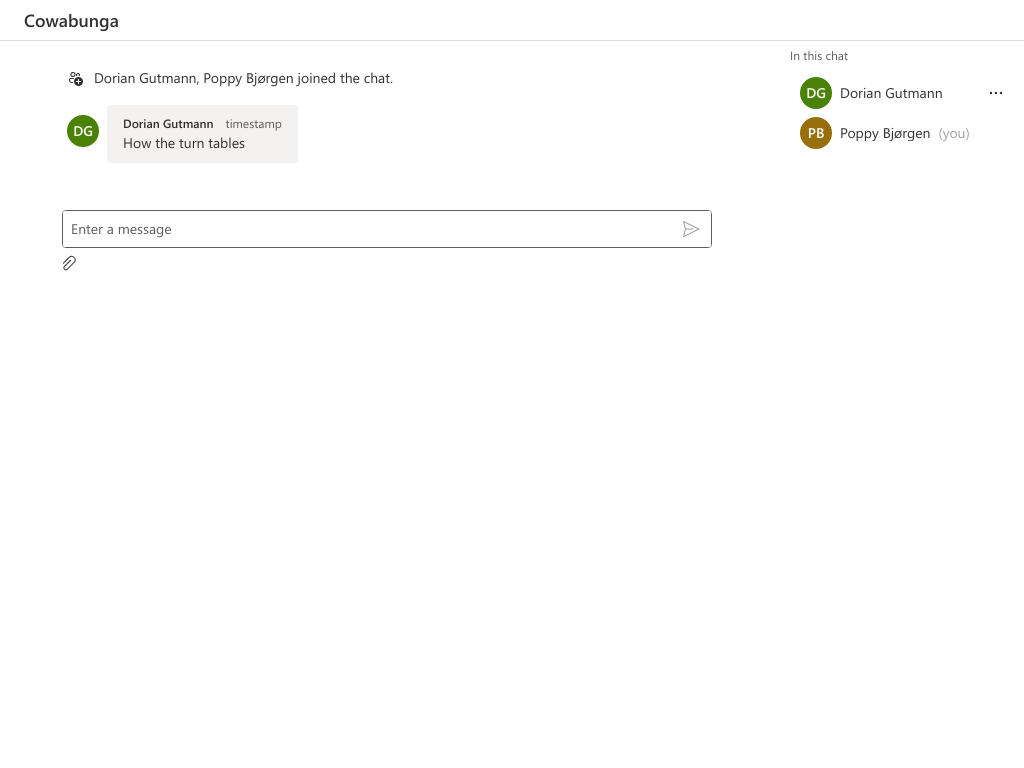 Cowabunga
In this chat
Dorian Gutmann, Poppy Bjørgen joined the chat.
DG Dorian Gutmann ...
PB Poppy Bjørgen (you)
DG
Dorian Gutmann timestamp
How the turn tables
Enter a message